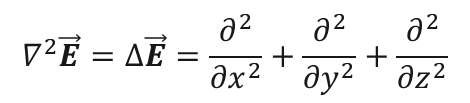 ∇²E⃗ = ΔE⃗ = ∂²/∂x² + ∂²/∂y² + ∂²/∂z²